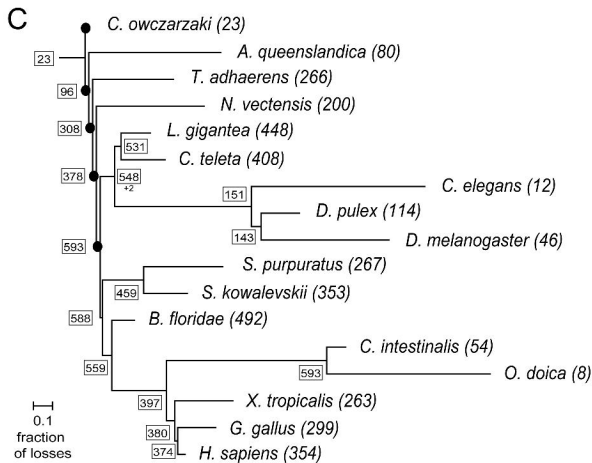 C
C. owczarzaki (23)
23
A. queenslandica (80)
T. adhaerens (266)
96
N. vectensis (200)
308
L. gigantea (448)
531
C. teleta (408)
378
548
+2
C. elegans (12)
151
D. pulex (114)
143
D. melanogaster (46)
593
S. purpuratus (267)
459
S. kowalevskii (353)
588
B. floridae (492)
C. intestinalis (54)
559
593
O. doica (8)
397
X. tropicalis (263)
0.1
fraction
of losses
380
G. gallus (299)
374
H. sapiens (354)